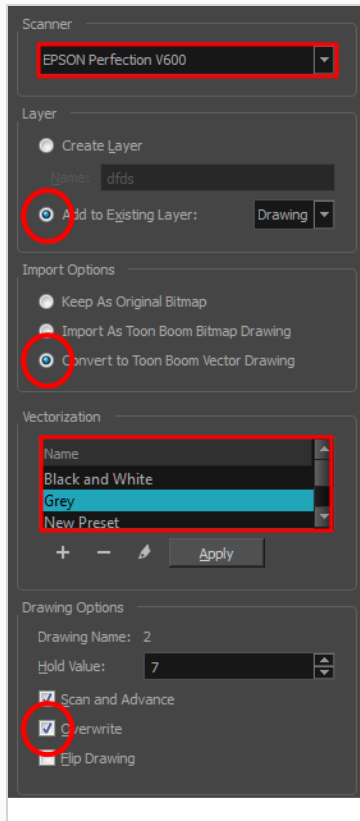 Scanner
EPSON Perfection V600
Layer
Create Layer
Name: dfds
Add to Existing Layer: Drawing
Import Options
Keep As Original Bitmap
Import As Toon Boom Bitmap Drawing
Convert to Toon Boom Vector Drawing
Vectorization
Name
Black and White
Grey
New Preset
Apply
Drawing Options
Drawing Name: 2
Hold Value: 7
Scan and Advance
Overwrite
Flip Drawing